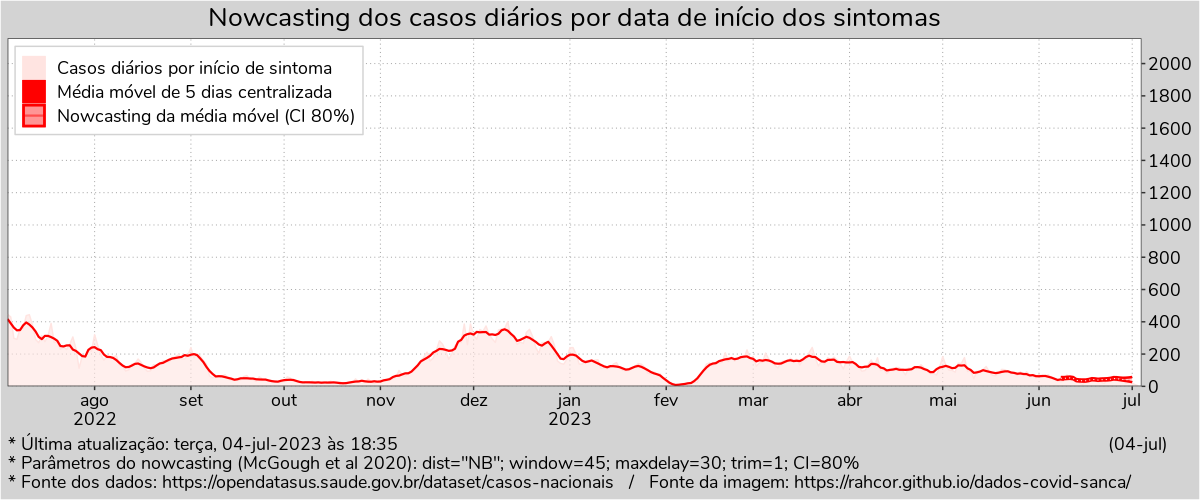 Nowcasting dos casos diários por data de início dos sintomas
Casos diários por início de sintoma
Média móvel de 5 dias centralizada
Nowcasting da média móvel (CI 80%)
2000
1800
1600
1400
1200
1000
800
600
400
200
0
ago set out nov dez jan fev mar abr mai jun jul
2022 2023
* Última atualização: terça, 04-jul-2023 às 18:35 (04-jul)
* Parâmetros do nowcasting (McGough et al 2020): dist="NB"; window=45; maxdelay=30; trim=1; CI=80%
* Fonte dos dados: https://opendatasus.saude.gov.br/dataset/casos-nacionais / Fonte da imagem: https://rahcor.github.io/dados-covid-sanca/